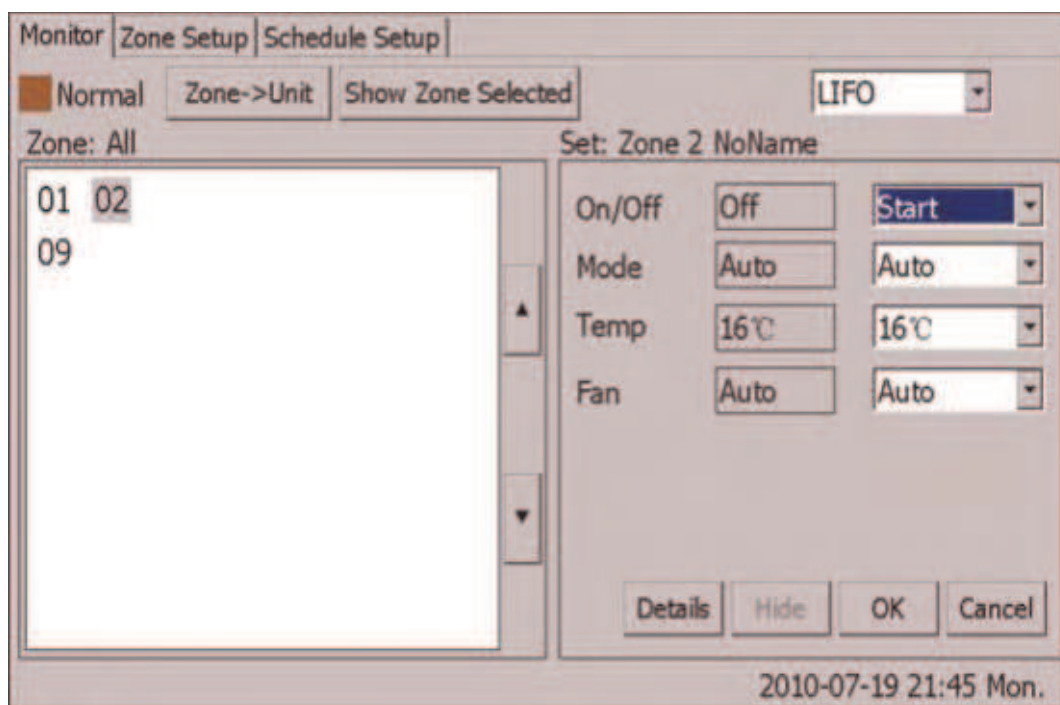 Monitor Zone Setup Schedule Setup
Normal Zone->Unit Show Zone Selected LIFO
Zone: All Set: Zone 2 NoName
01 02
09
On/Off Off Start
Mode Auto Auto
Temp 16℃ 16℃
Fan Auto Auto
Details Hide OK Cancel
2010-07-19 21:45 Mon.